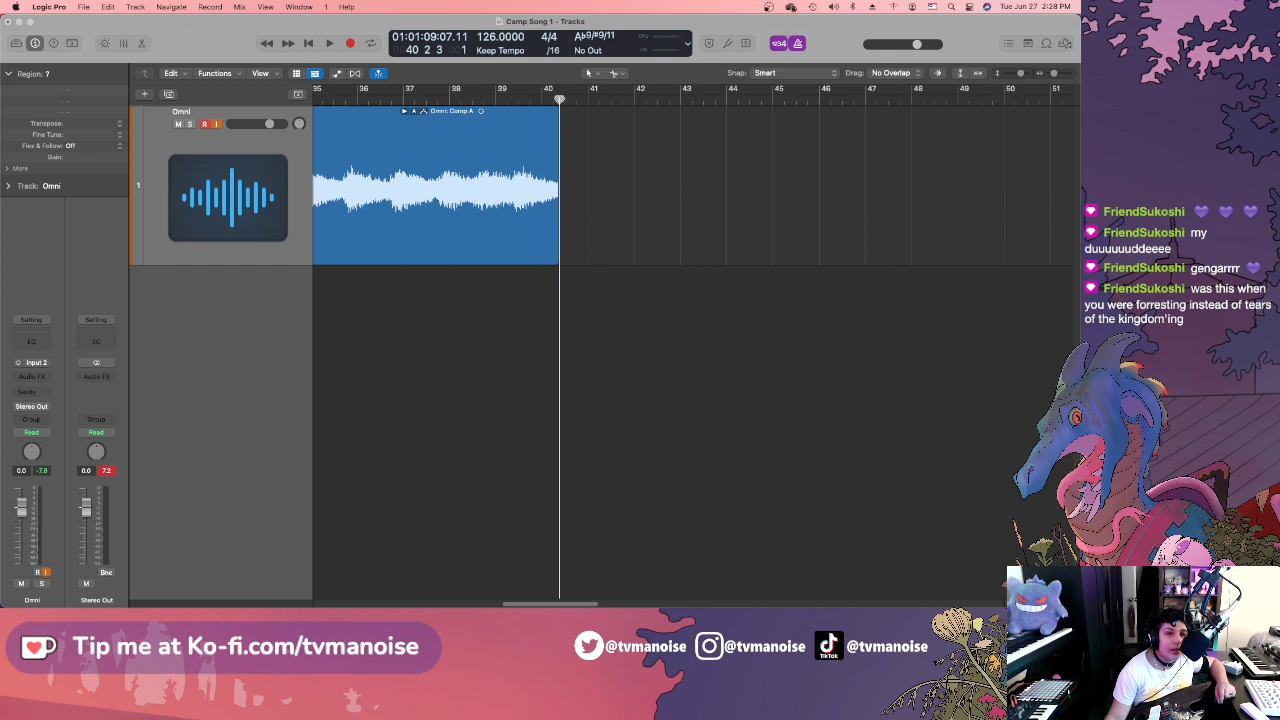 Logic Pro File Edit Track Navigate Record Mix View Window 1 Help
Tue Jun 27 2:28 PM
Camp Song 1 - Tracks
01:01:09:07.11 126.0000 4/4 A♭9/♯9/11
40 2 3 1 Keep Tempo /16 No Out
1234
Region: ?
Edit Functions View
Snap: Smart
Drag: No Overlap
35 36 37 38 39 40 41 42 43 44 45 46 47 48 49 50 51
Transpose:
Fine Tune:
Flex & Follow: Off
Gain:
More
Track: Omni
Omni
M S R I
1
Omni: Comp A
Setting Setting
EQ EQ
Input 2
Audio FX Audio FX
Sends
Stereo Out
Group Group
Read Read
0.0 -7.8 0.0 7.2
R I Bnc
M S M
Omni Stereo Out
FriendSukoshi
FriendSukoshi my
duuuuuuddeeee
FriendSukoshi gengarrrr
FriendSukoshi was this when
you were forresting instead of tears
of the kingdom'ing
Tip me at Ko-fi.com/tvmanoise
@tvmanoise @tvmanoise @tvmanoise
TikTok